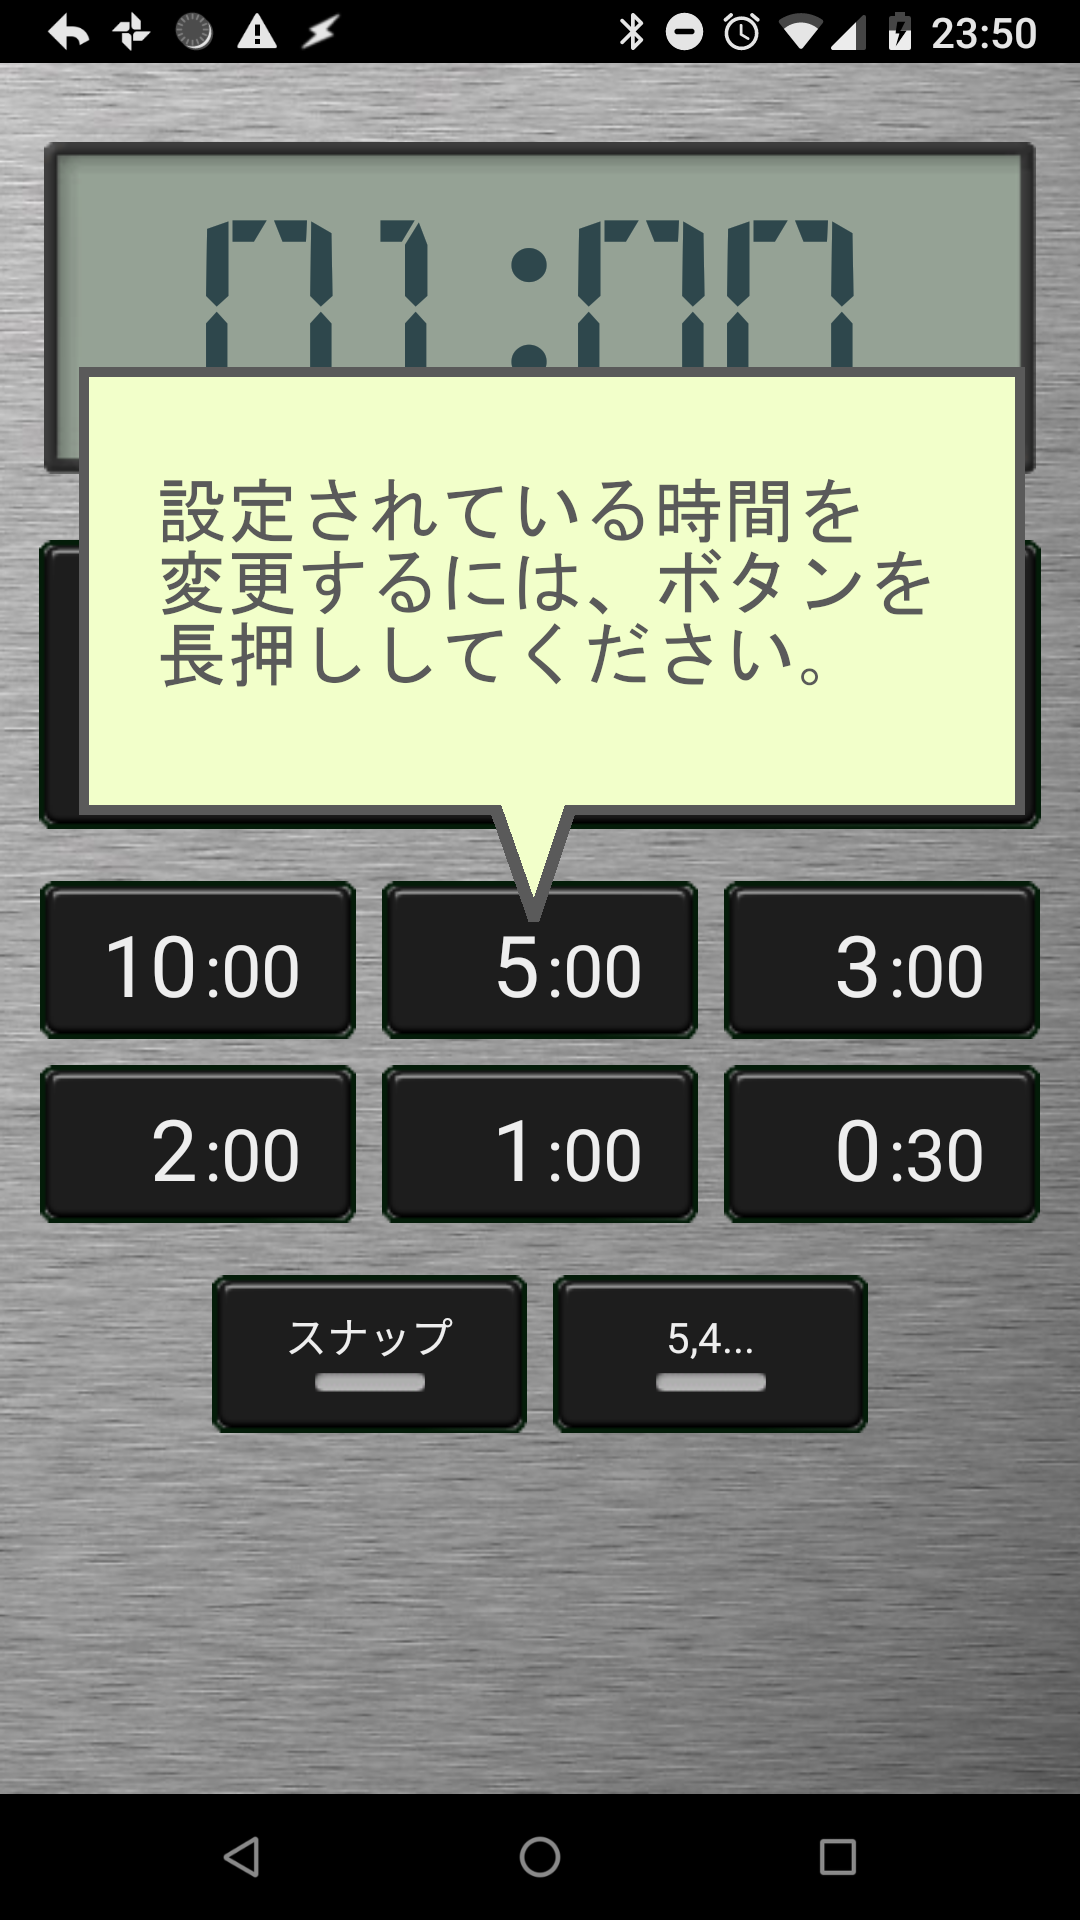 23:50
01:00
設定されている時間を
変更するには、ボタンを
長押ししてください。
10:00 5:00 3:00
2:00 1:00 0:30
スナップ 5,4...